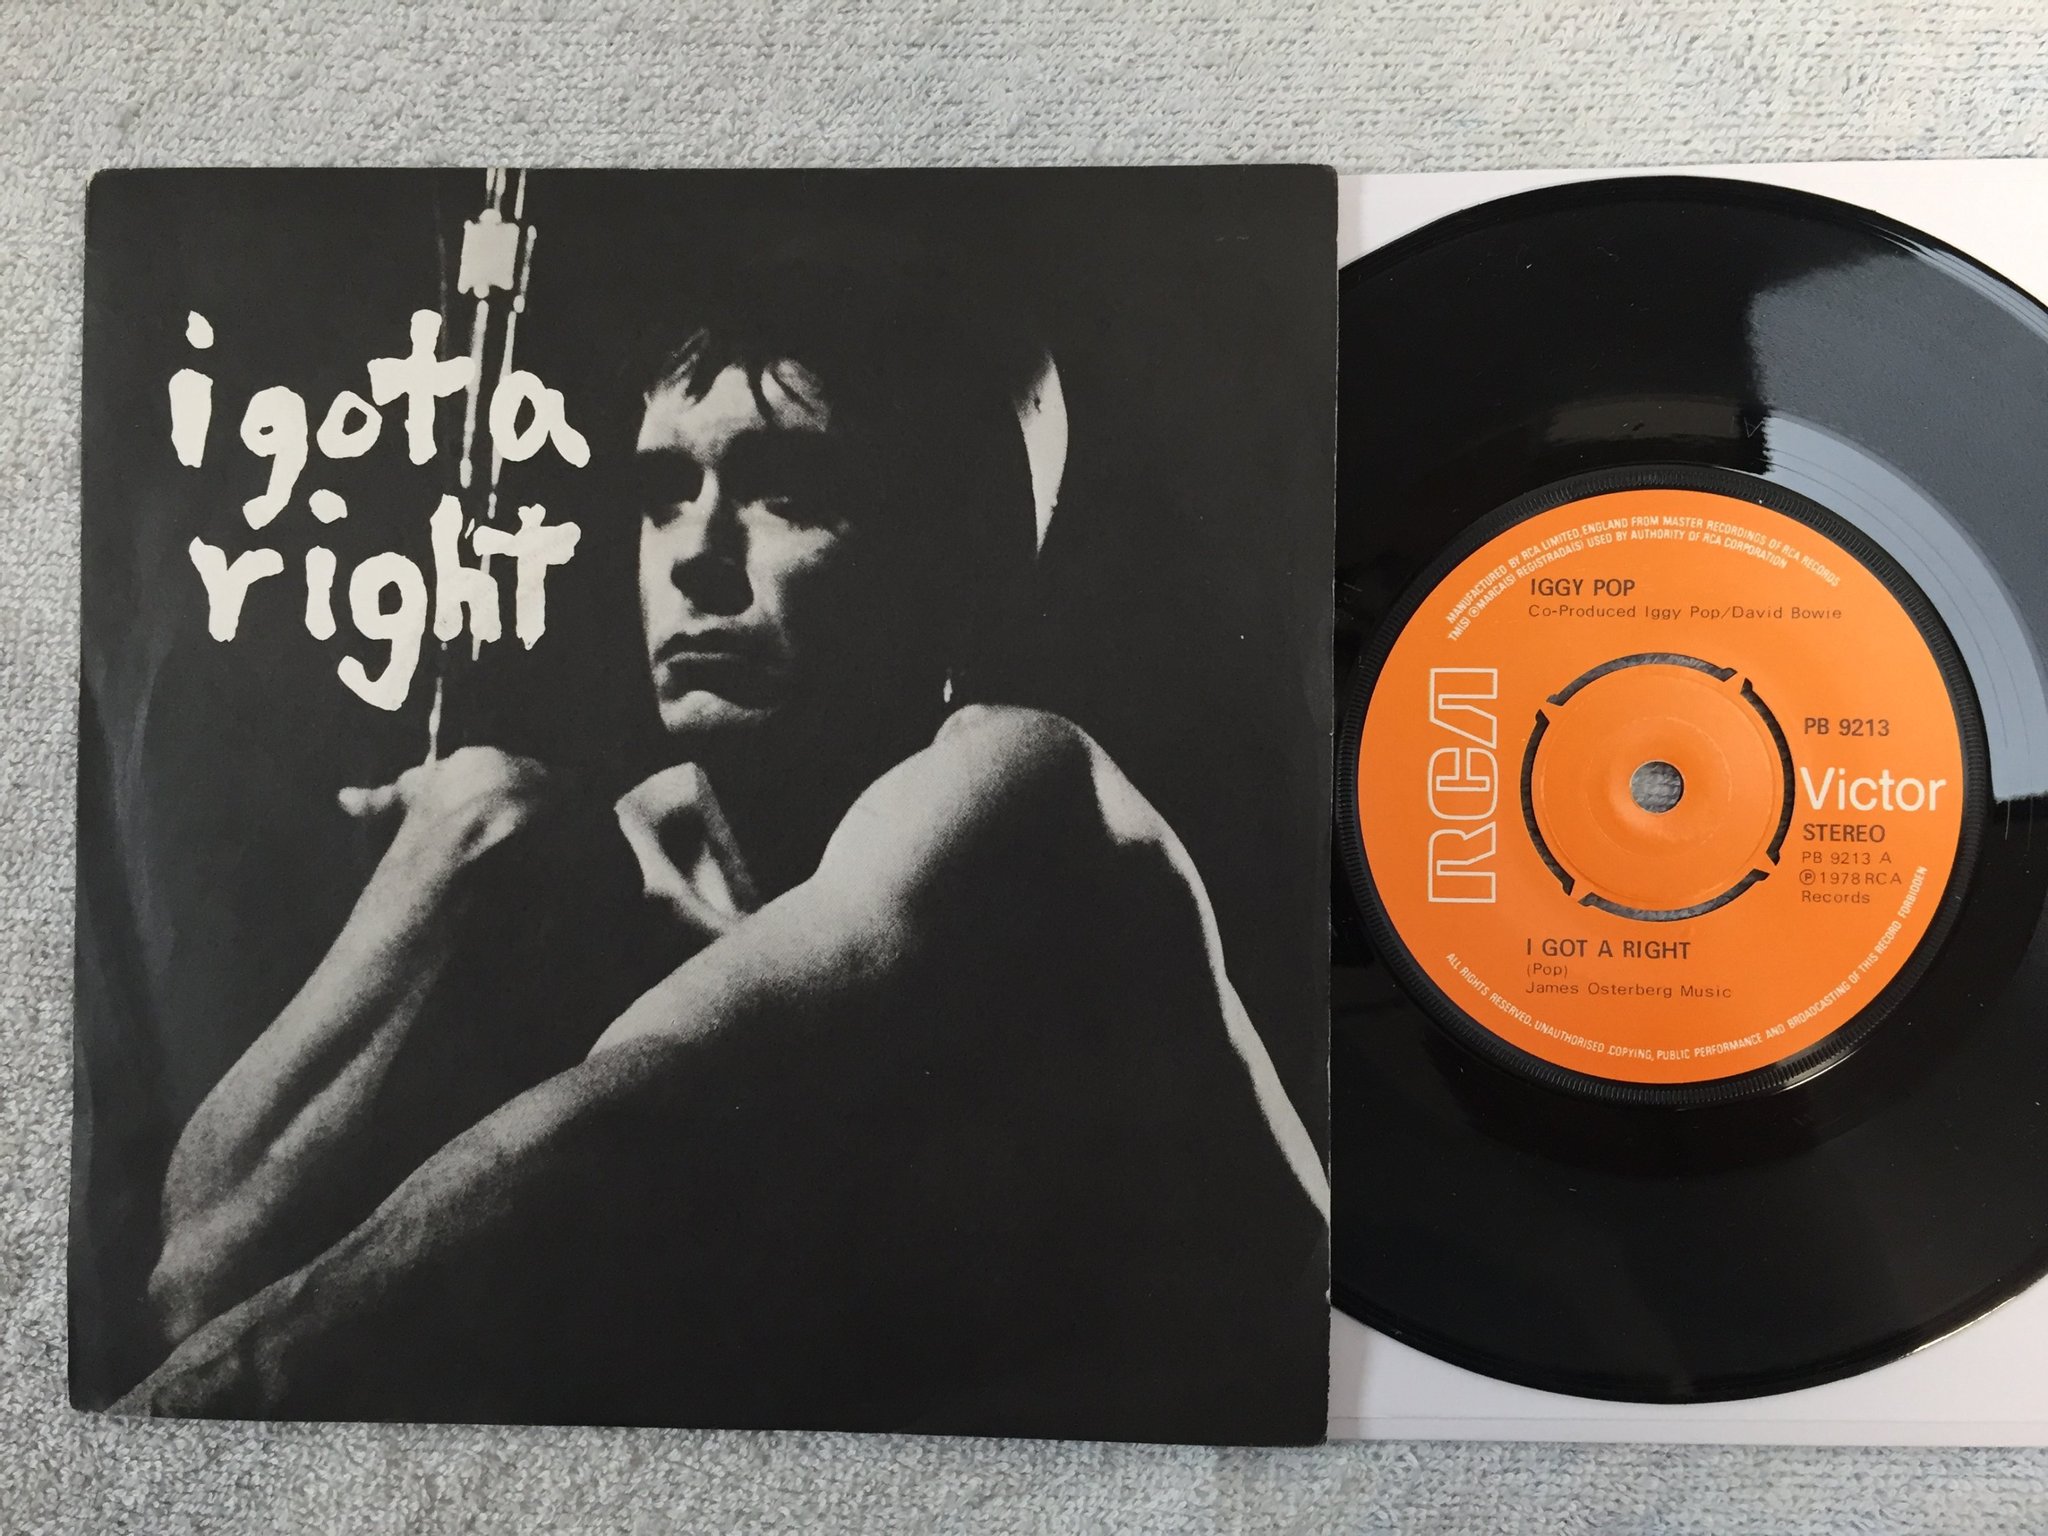 i got a
right
MANUFACTURED BY RCA LIMITED, ENGLAND FROM MASTER RECORDINGS OF RCA RECORDS
TM(S) ® MARCA(S) REGISTRADA(S) USED BY AUTHORITY OF RCA CORPORATION
IGGY POP
Co-Produced Iggy Pop/David Bowie
RCA
PB 9213
Victor
STEREO
PB 9213 A
Ⓟ 1978 RCA
Records
I GOT A RIGHT
(Pop)
James Osterberg Music
ALL RIGHTS RESERVED. UNAUTHORISED COPYING, PUBLIC PERFORMANCE AND BROADCASTING OF THIS RECORD FORBIDDEN